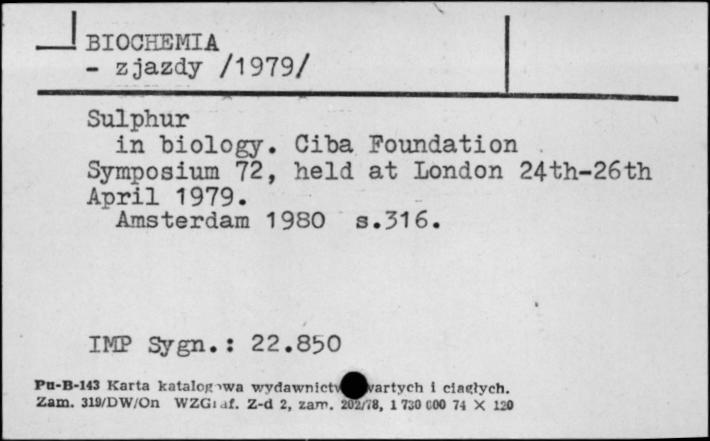 BIOCHEMIA
- zjazdy /1979/
Sulphur
in biology. Ciba Foundation
Symposium 72, held at London 24th-26th
April 1979.
Amsterdam 1980 s.316.
IMP Sygn.: 22.850
Pu-B-143 Karta katalogowa wydawnictw zwartych i ciągłych.
Zam. 319/DW/On WZGraf. Z-d 2, zam. 202/78, 1 730 000 74 × 120